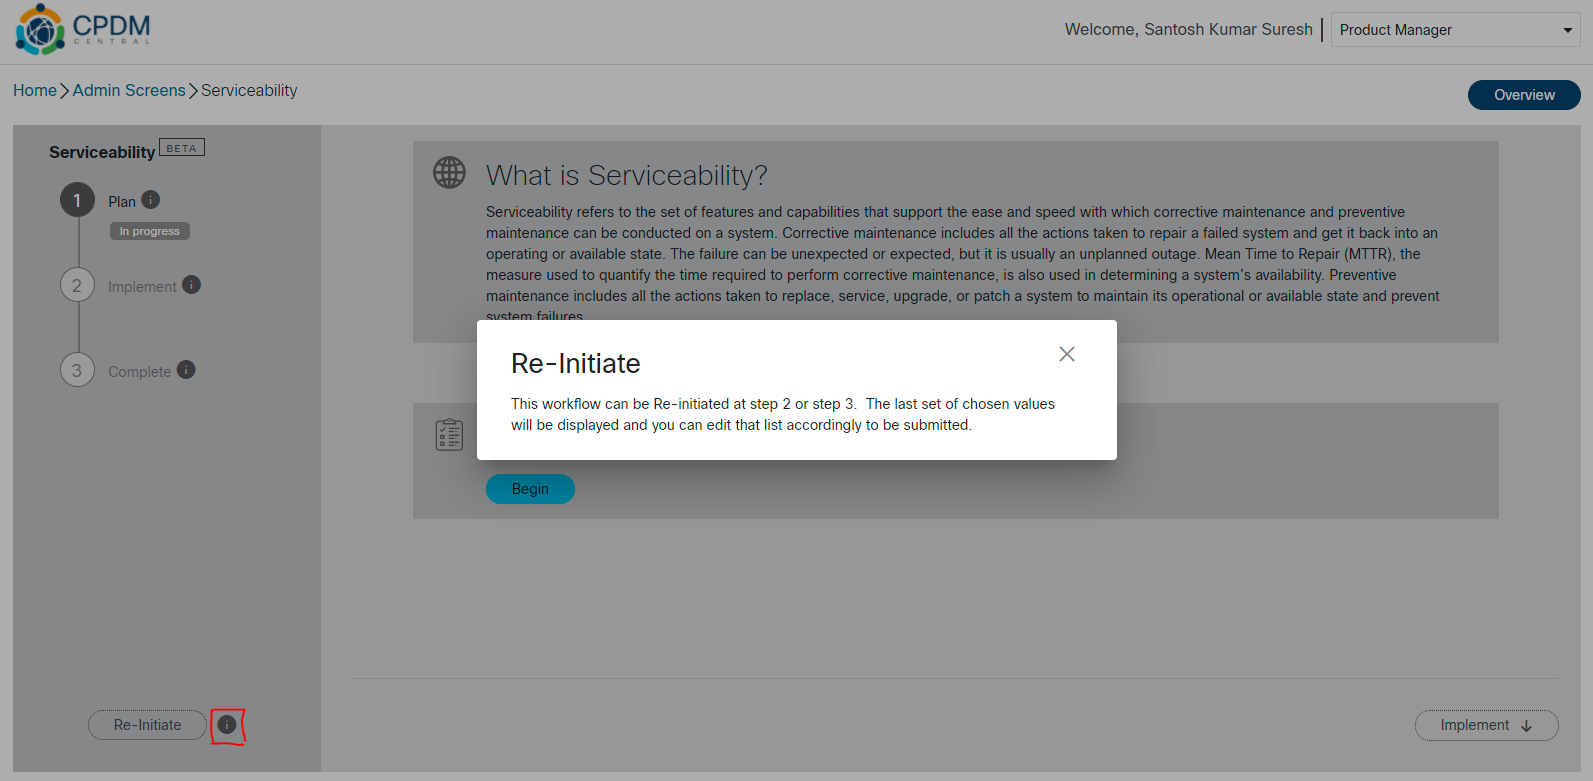 CPDM
CENTRAL
Welcome, Santosh Kumar Suresh
Product Manager
Home > Admin Screens > Serviceability
Overview
Serviceability BETA
1 Plan i
In progress
2 Implement i
3 Complete i
Re-Initiate i
What is Serviceability?
Serviceability refers to the set of features and capabilities that support the ease and speed with which corrective maintenance and preventive
maintenance can be conducted on a system. Corrective maintenance includes all the actions taken to repair a failed system and get it back into an
operating or available state. The failure can be unexpected or expected, but it is usually an unplanned outage. Mean Time to Repair (MTTR), the
measure used to quantify the time required to perform corrective maintenance, is also used in determining a system's availability. Preventive
maintenance includes all the actions taken to replace, service, upgrade, or patch a system to maintain its operational or available state and prevent
system failures.
Re-Initiate
This workflow can be Re-initiated at step 2 or step 3. The last set of chosen values
will be displayed and you can edit that list accordingly to be submitted.
Begin
Implement